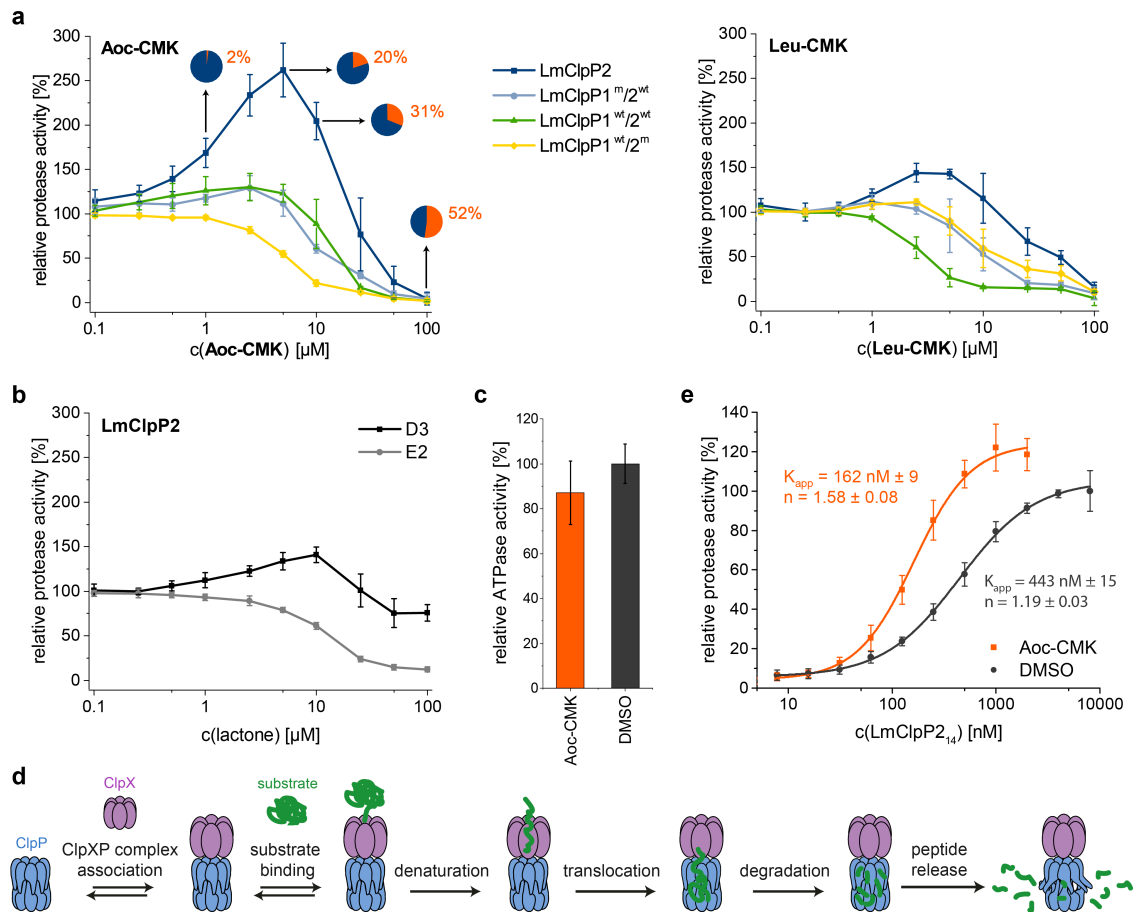 a
Aoc-CMK
300
250
200
150
100
50
0
relative protease activity [%]
0.1
1
10
100
c(Aoc-CMK) [µM]
2%
20%
31%
52%
LmClpP2
LmClpP1 m/2wt
LmClpP1 wt/2wt
LmClpP1 wt/2m
Leu-CMK
300
250
200
150
100
50
0
relative protease activity [%]
0.1
1
10
100
c(Leu-CMK) [µM]
b
LmClpP2
D3
E2
300
250
200
150
100
50
0
relative protease activity [%]
0.1
1
10
100
c(lactone) [µM]
c
120
100
80
60
40
20
0
relative ATPase activity [%]
Aoc-CMK
DMSO
e
140
120
100
80
60
40
20
0
relative protease activity [%]
Kapp = 162 nM ± 9
n = 1.58 ± 0.08
Kapp = 443 nM ± 15
n = 1.19 ± 0.03
Aoc-CMK
DMSO
10
100
1000
10000
c(LmClpP214) [nM]
d
ClpX
ClpP
ClpXP complex
association
substrate
substrate
binding
denaturation
translocation
degradation
peptide
release